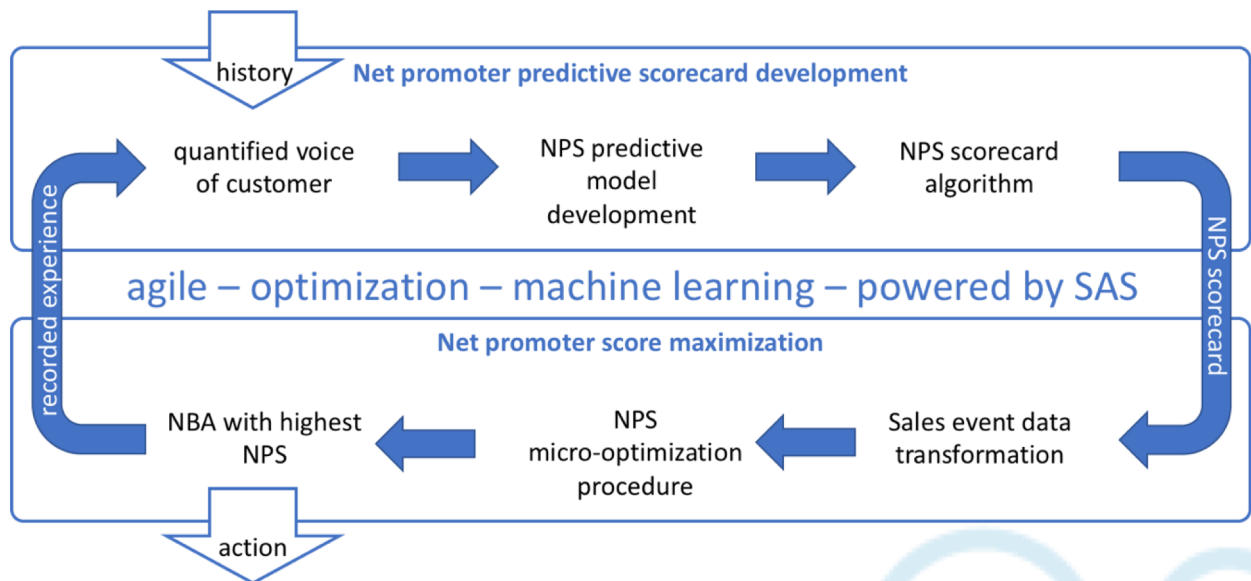 history
Net promoter predictive scorecard development
quantified voice
of customer
NPS predictive
model
development
NPS scorecard
algorithm
recorded experience
NPS scorecard
agile – optimization – machine learning – powered by SAS
Net promoter score maximization
NBA with highest
NPS
NPS
micro-optimization
procedure
Sales event data
transformation
action